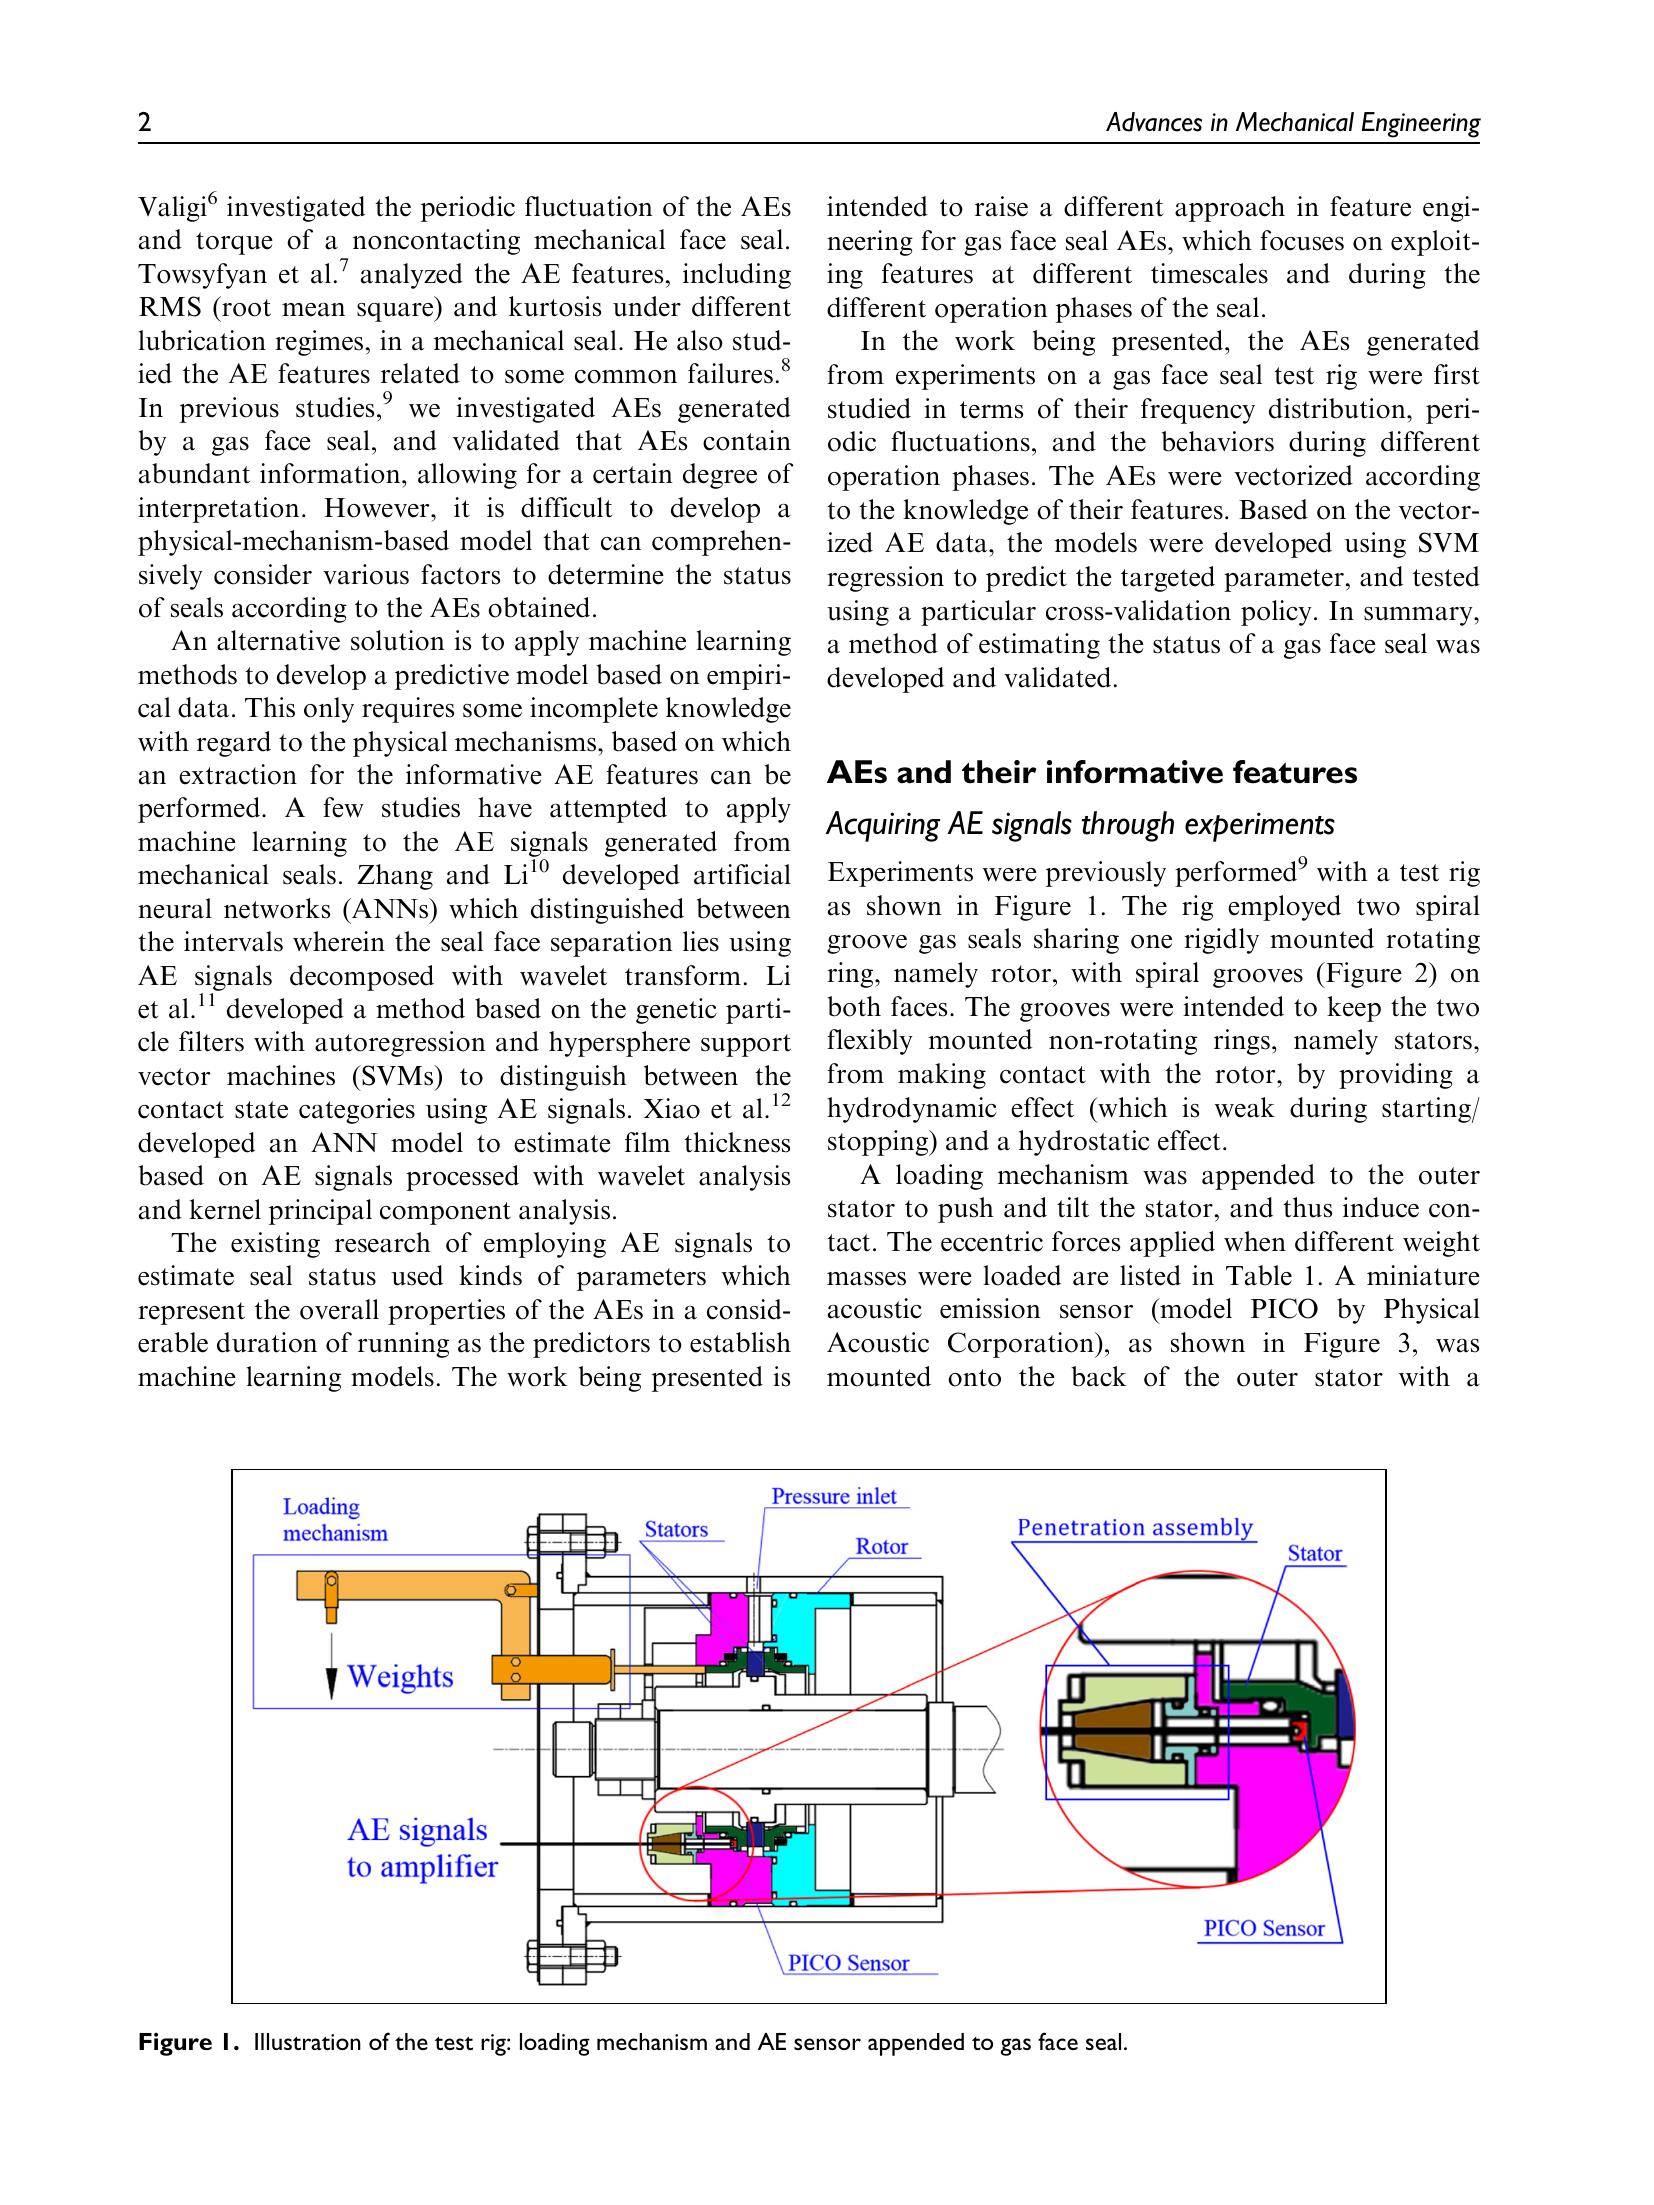 2
Advances in Mechanical Engineering
Valigi6 investigated the periodic fluctuation of the AEs
and torque of a noncontacting mechanical face seal.
Towsyfyan et al.7 analyzed the AE features, including
RMS (root mean square) and kurtosis under different
lubrication regimes, in a mechanical seal. He also stud-
ied the AE features related to some common failures.8
In previous studies,9 we investigated AEs generated
by a gas face seal, and validated that AEs contain
abundant information, allowing for a certain degree of
interpretation. However, it is difficult to develop a
physical-mechanism-based model that can comprehen-
sively consider various factors to determine the status
of seals according to the AEs obtained.
An alternative solution is to apply machine learning
methods to develop a predictive model based on empiri-
cal data. This only requires some incomplete knowledge
with regard to the physical mechanisms, based on which
an extraction for the informative AE features can be
performed. A few studies have attempted to apply
machine learning to the AE signals generated from
mechanical seals. Zhang and Li10 developed artificial
neural networks (ANNs) which distinguished between
the intervals wherein the seal face separation lies using
AE signals decomposed with wavelet transform. Li
et al.11 developed a method based on the genetic parti-
cle filters with autoregression and hypersphere support
vector machines (SVMs) to distinguish between the
contact state categories using AE signals. Xiao et al.12
developed an ANN model to estimate film thickness
based on AE signals processed with wavelet analysis
and kernel principal component analysis.
The existing research of employing AE signals to
estimate seal status used kinds of parameters which
represent the overall properties of the AEs in a consid-
erable duration of running as the predictors to establish
machine learning models. The work being presented is
intended to raise a different approach in feature engi-
neering for gas face seal AEs, which focuses on exploit-
ing features at different timescales and during the
different operation phases of the seal.
In the work being presented, the AEs generated
from experiments on a gas face seal test rig were first
studied in terms of their frequency distribution, peri-
odic fluctuations, and the behaviors during different
operation phases. The AEs were vectorized according
to the knowledge of their features. Based on the vector-
ized AE data, the models were developed using SVM
regression to predict the targeted parameter, and tested
using a particular cross-validation policy. In summary,
a method of estimating the status of a gas face seal was
developed and validated.
AEs and their informative features
Acquiring AE signals through experiments
Experiments were previously performed9 with a test rig
as shown in Figure 1. The rig employed two spiral
groove gas seals sharing one rigidly mounted rotating
ring, namely rotor, with spiral grooves (Figure 2) on
both faces. The grooves were intended to keep the two
flexibly mounted non-rotating rings, namely stators,
from making contact with the rotor, by providing a
hydrodynamic effect (which is weak during starting/
stopping) and a hydrostatic effect.
A loading mechanism was appended to the outer
stator to push and tilt the stator, and thus induce con-
tact. The eccentric forces applied when different weight
masses were loaded are listed in Table 1. A miniature
acoustic emission sensor (model PICO by Physical
Acoustic Corporation), as shown in Figure 3, was
mounted onto the back of the outer stator with a
Loading
mechanism
Pressure inlet
Stators
Rotor
Penetration assembly
Stator
Weights
AE signals
to amplifier
PICO Sensor
PICO Sensor
Figure 1. Illustration of the test rig: loading mechanism and AE sensor appended to gas face seal.